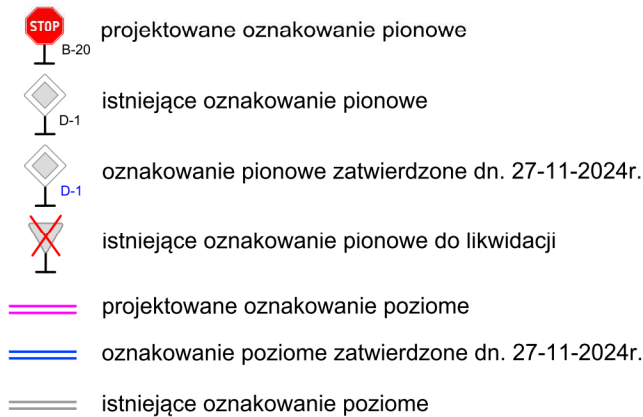 STOP
B-20
projektowane oznakowanie pionowe
D-1
istniejące oznakowanie pionowe
D-1
oznakowanie pionowe zatwierdzone dn. 27-11-2024r.
istniejące oznakowanie pionowe do likwidacji
projektowane oznakowanie poziome
oznakowanie poziome zatwierdzone dn. 27-11-2024r.
istniejące oznakowanie poziome